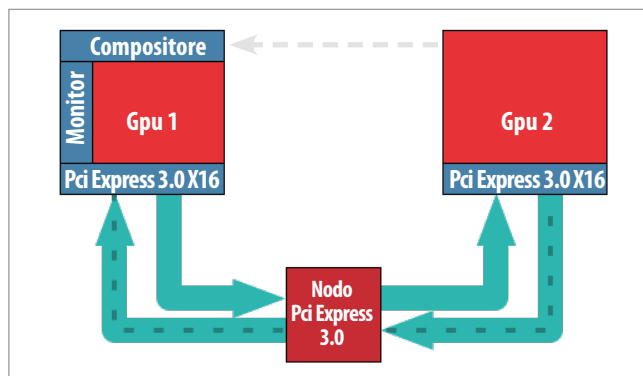 Compositore
Monitor
Gpu 1
Pci Express 3.0 X16
Gpu 2
Pci Express 3.0 X16
Nodo
Pci Express
3.0